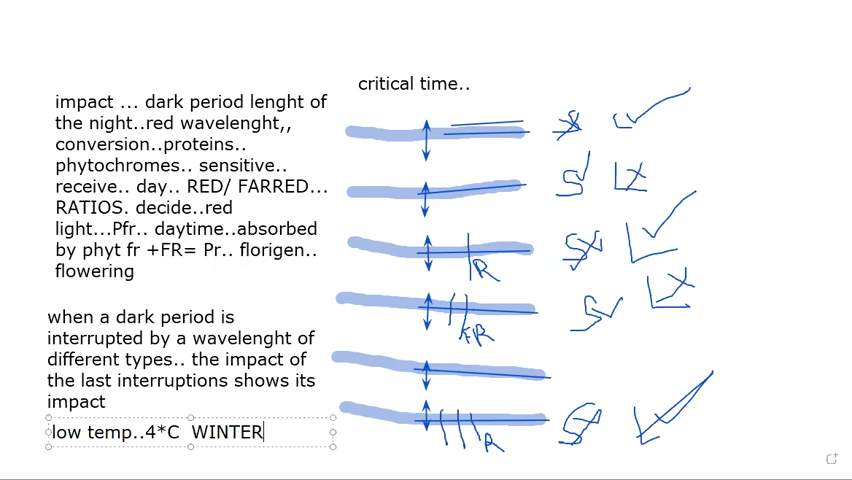 critical time..
impact ... dark period lenght of
the night..red wavelenght,,
conversion..proteins..
phytochromes.. sensitive..
receive.. day.. RED/ FARRED...
RATIOS. decide..red
light...Pfr.. daytime..absorbed
by phyt fr +FR= Pr.. florigen..
flowering
when a dark period is
interrupted by a wavelenght of
different types.. the impact of
the last interruptions shows its
impact
low temp..4*C  WINTER
S L
S L
R S L
FR S L
R S L